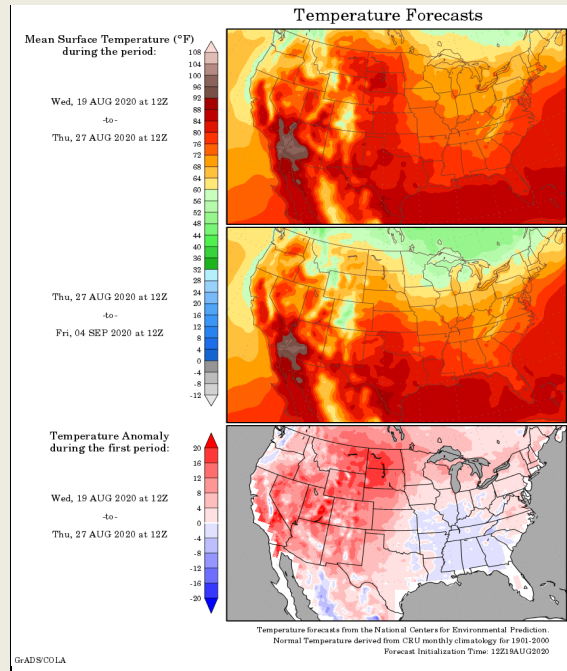 Temperature Forecasts
Mean Surface Temperature (°F)
during the period:
Wed, 19 AUG 2020 at 12Z
-to-
Thu, 27 AUG 2020 at 12Z
108
104
100
96
92
88
84
80
76
72
68
64
60
56
52
48
44
40
36
32
28
24
20
16
12
8
4
0
-4
-8
-12
Thu, 27 AUG 2020 at 12Z
-to-
Fri, 04 SEP 2020 at 12Z
Temperature Anomaly
during the first period:
Wed, 19 AUG 2020 at 12Z
-to-
Thu, 27 AUG 2020 at 12Z
20
16
12
8
4
0
-4
-8
-12
-16
-20
Temperature forecasts from the National Centers for Environmental Prediction.
Normal Temperature derived from CRU monthly climatology for 1901-2000
Forecast Initialization Time: 12Z19AUG2020
GrADS/COLA